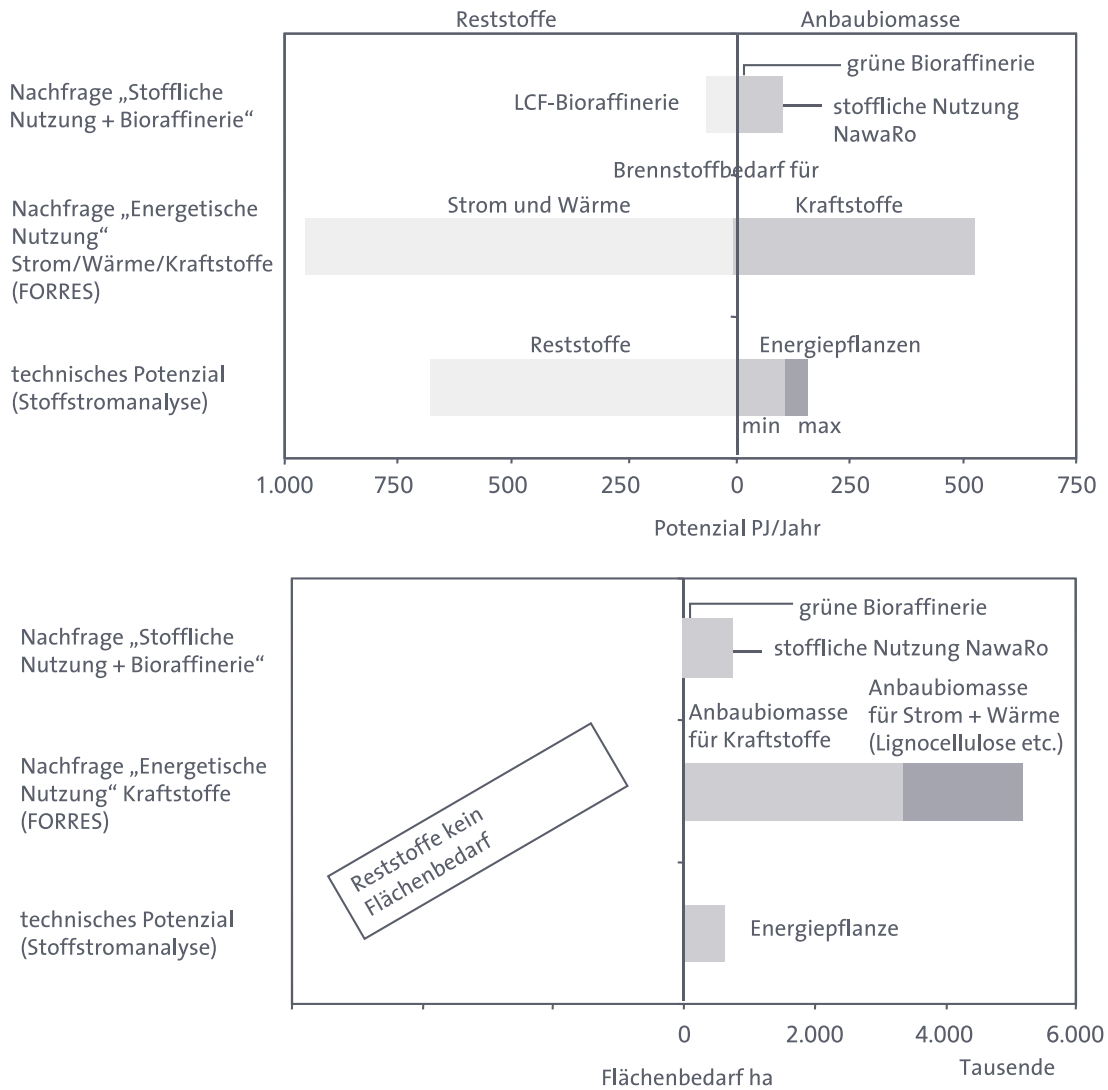 Reststoffe
Anbaubiomasse
grüne Bioraffinerie
Nachfrage „Stoffliche
Nutzung + Bioraffinerie“
LCF-Bioraffinerie
stoffliche Nutzung
NawaRo
Brennstoffbedarf für
Nachfrage „Energetische
Nutzung“
Strom/Wärme/Kraftstoffe
(FORRES)
Strom und Wärme
Kraftstoffe
Reststoffe
Energiepflanzen
technisches Potenzial
(Stoffstromanalyse)
min max
1.000 750 500 250 0 250 500 750
Potenzial PJ/Jahr
grüne Bioraffinerie
Nachfrage „Stoffliche
Nutzung + Bioraffinerie“
stoffliche Nutzung NawaRo
Anbaubiomasse
für Kraftstoffe
Anbaubiomasse
für Strom + Wärme
(Lignocellulose etc.)
Nachfrage „Energetische
Nutzung“ Kraftstoffe
(FORRES)
Reststoffe kein
Flächenbedarf
technisches Potenzial
(Stoffstromanalyse)
Energiepflanze
0 2.000 4.000 6.000
Tausende
Flächenbedarf ha